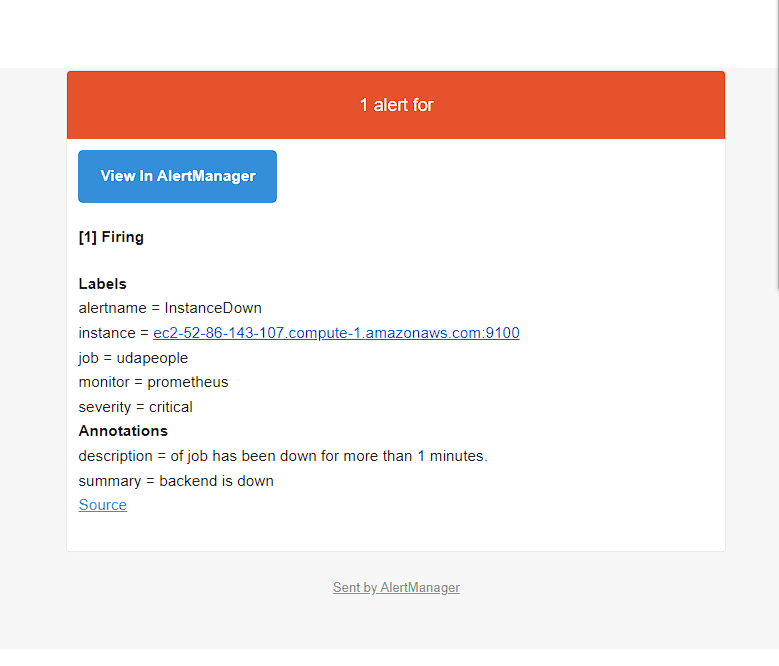 1 alert for
View In AlertManager
[1] Firing
Labels
alertname = InstanceDown
instance = ec2-52-86-143-107.compute-1.amazonaws.com:9100
job = udapeople
monitor = prometheus
severity = critical
Annotations
description = of job has been down for more than 1 minutes.
summary = backend is down
Source
Sent by AlertManager